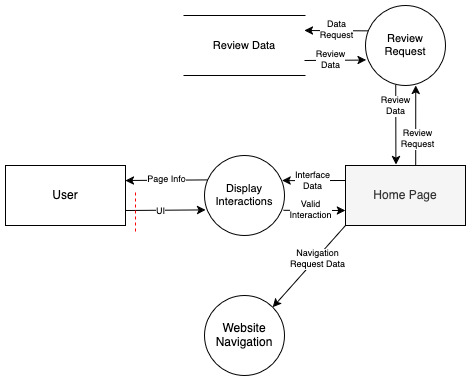 Data
Request
Review Data
Review
Data
Review
Request
Review
Data
Review
Request
User
Page Info
UI
Display
Interactions
Interface
Data
Valid
Interaction
Home Page
Navigation
Request Data
Website
Navigation